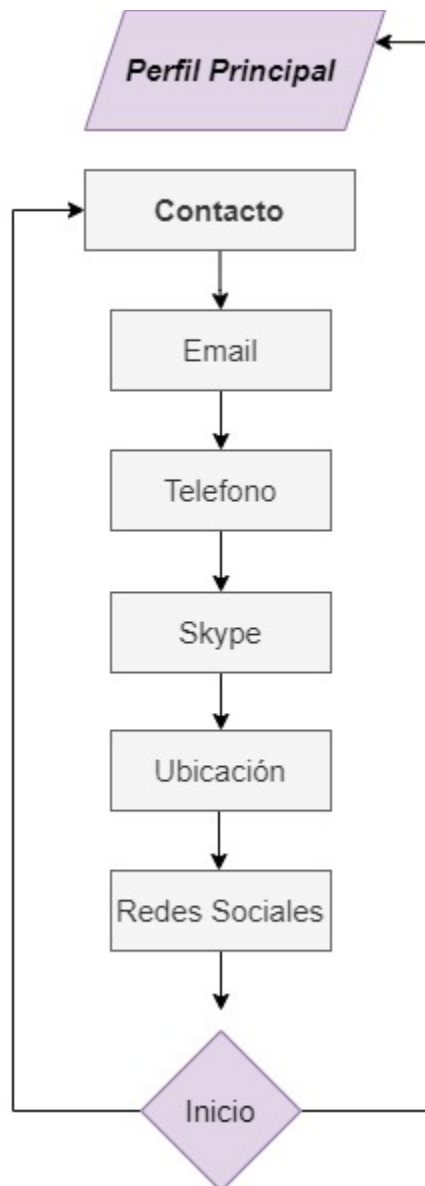 Perfil Principal
Contacto
Email
Telefono
Skype
Ubicación
Redes Sociales
Inicio